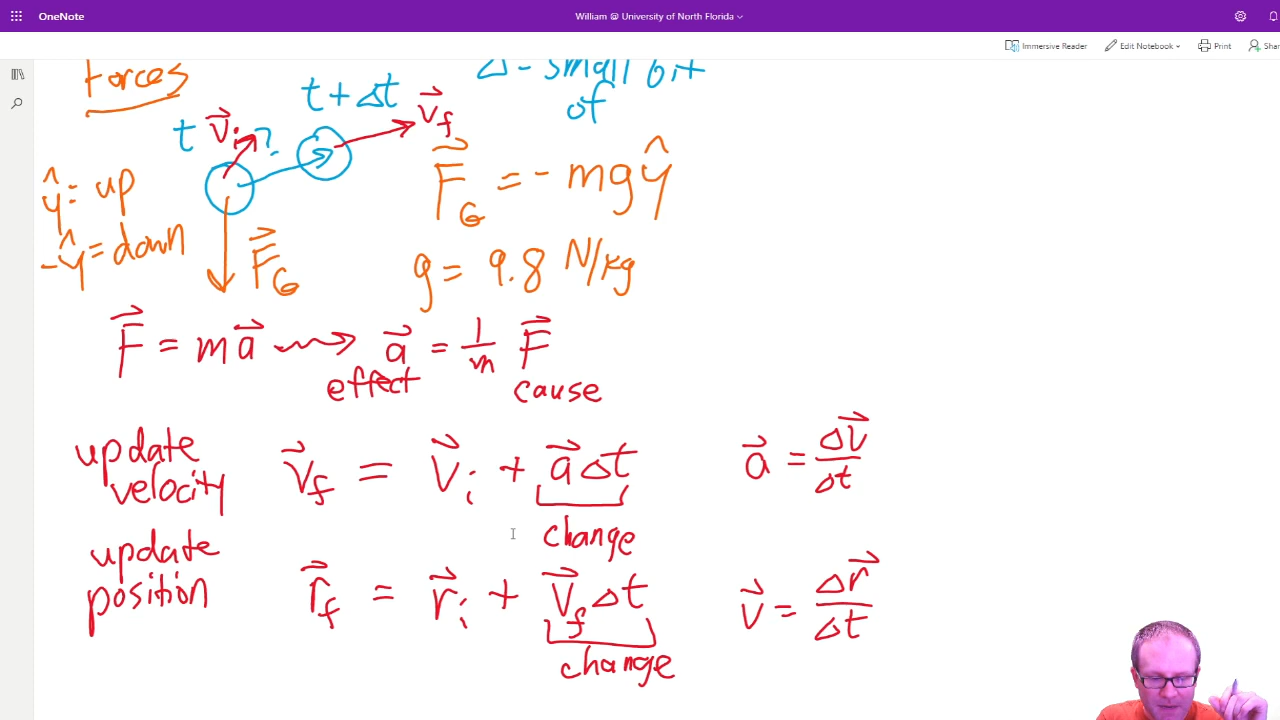 OneNote
William @ University of North Florida
Immersive Reader
Edit Notebook
Print
Shar
Forces
Δ - small bit
of
t + Δt
t
v⃗i
?
v⃗f
ŷ = up
-ŷ = down
F⃗G
F⃗G = - mgŷ
g = 9.8 N/kg
F⃗ = ma⃗ → a⃗ = 1/m F⃗
effect
cause
update
velocity
v⃗f = v⃗i + a⃗Δt
a⃗ = Δv⃗/Δt
change
update
position
r⃗f = r⃗i + v⃗fΔt
v⃗ = Δr⃗/Δt
change